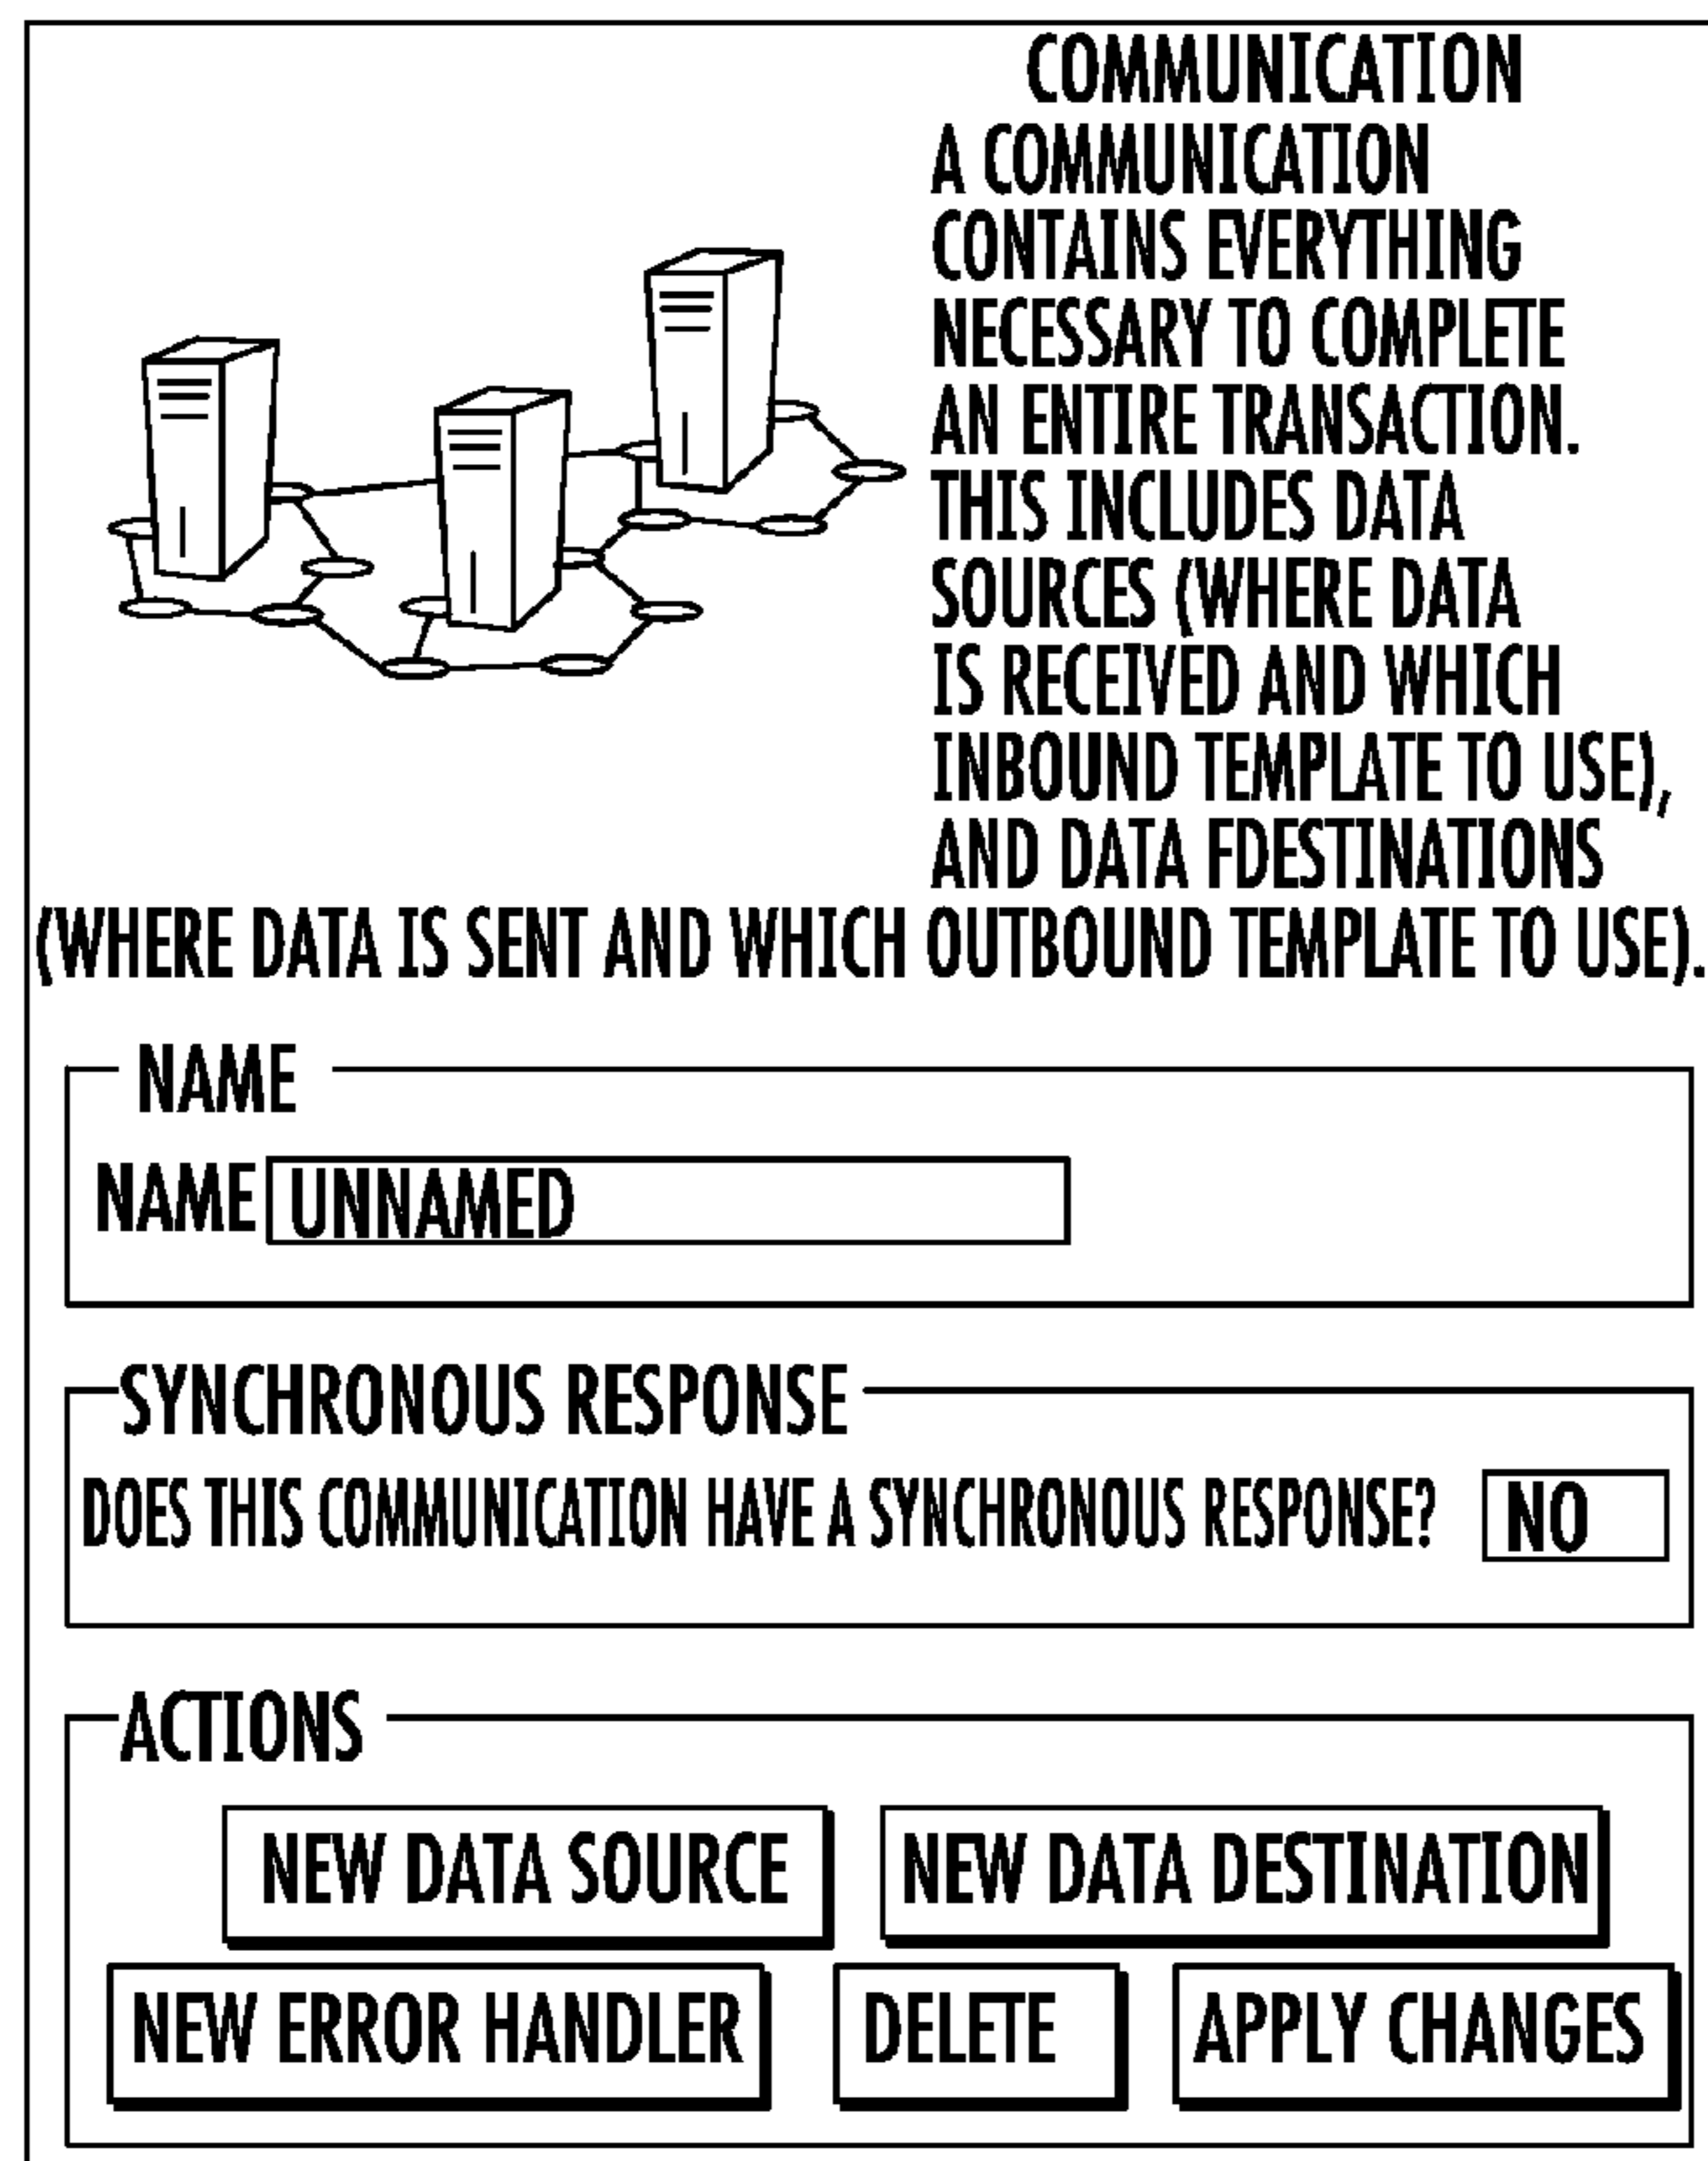 COMMUNICATION
A COMMUNICATION
CONTAINS EVERYTHING
NECESSARY TO COMPLETE
AN ENTIRE TRANSACTION.
THIS INCLUDES DATA
SOURCES (WHERE DATA
IS RECEIVED AND WHICH
INBOUND TEMPLATE TO USE),
AND DATA FDESTINATIONS
(WHERE DATA IS SENT AND WHICH OUTBOUND TEMPLATE TO USE).
NAME
NAME UNNAMED
SYNCHRONOUS RESPONSE
DOES THIS COMMUNICATION HAVE A SYNCHRONOUS RESPONSE? NO
ACTIONS
NEW DATA SOURCE NEW DATA DESTINATION
NEW ERROR HANDLER DELETE APPLY CHANGES